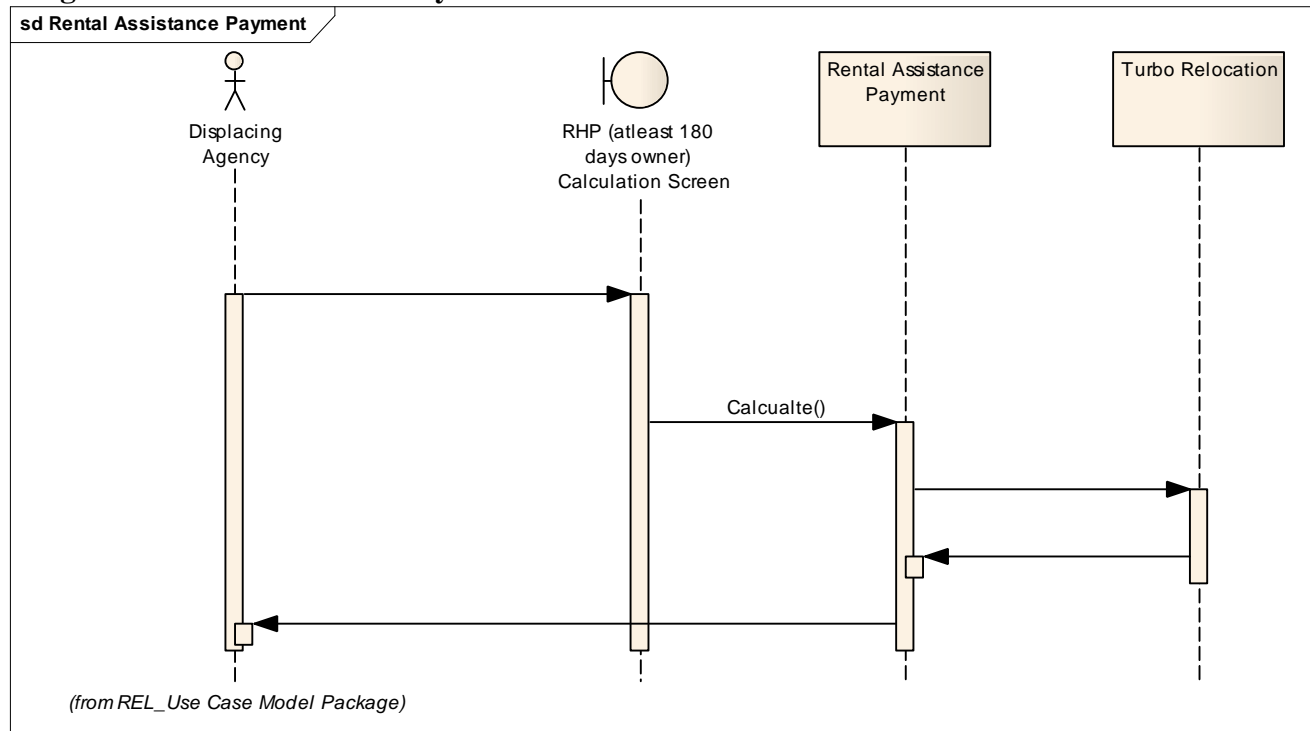 sd Rental Assistance Payment
Displacing
Agency
RHP (atleast 180
days owner)
Calculation Screen
Rental Assistance
Payment
Turbo Relocation
Calcualte()
(from REL_Use Case Model Package)